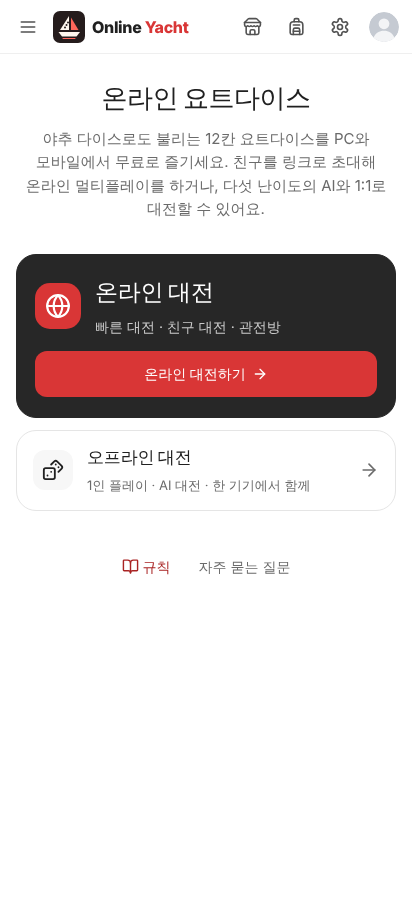 Online Yacht
온라인 요트다이스
야추 다이스로도 불리는 12칸 요트다이스를 PC와
모바일에서 무료로 즐기세요. 친구를 링크로 초대해
온라인 멀티플레이를 하거나, 다섯 난이도의 AI와 1:1로
대전할 수 있어요.
온라인 대전
빠른 대전 · 친구 대전 · 관전방
온라인 대전하기 →
오프라인 대전
1인 플레이 · AI 대전 · 한 기기에서 함께
규칙 자주 묻는 질문